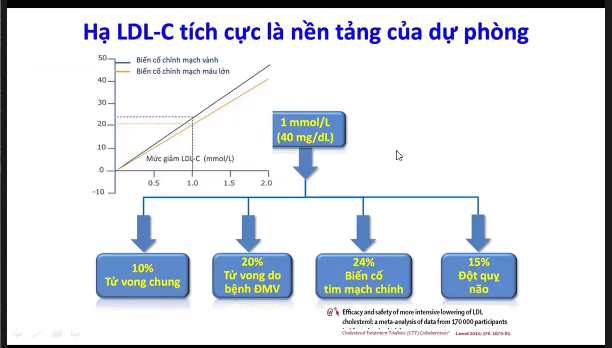 Hạ LDL-C tích cực là nền tảng của dự phòng
50
40
30
20
10
0
-10
Biến cố chính mạch vành
Biến cố chính mạch máu lớn
Mức giảm LDL-C (mmol/L)
0.5
1.0
1.5
2.0
1 mmol/L
(40 mg/dL)
10%
Tử vong chung
20%
Tử vong do
bệnh ĐMV
24%
Biến cố
tim mạch chính
15%
Đột quỵ
não
Efficacy and safety of more intensive lowering of LDL
cholesterol: a meta-analysis of data from 170 000 participants
Cholesterol Treatment Trialists' (CTT) Collaboration*
Lancet 2010; 376: 1670-81